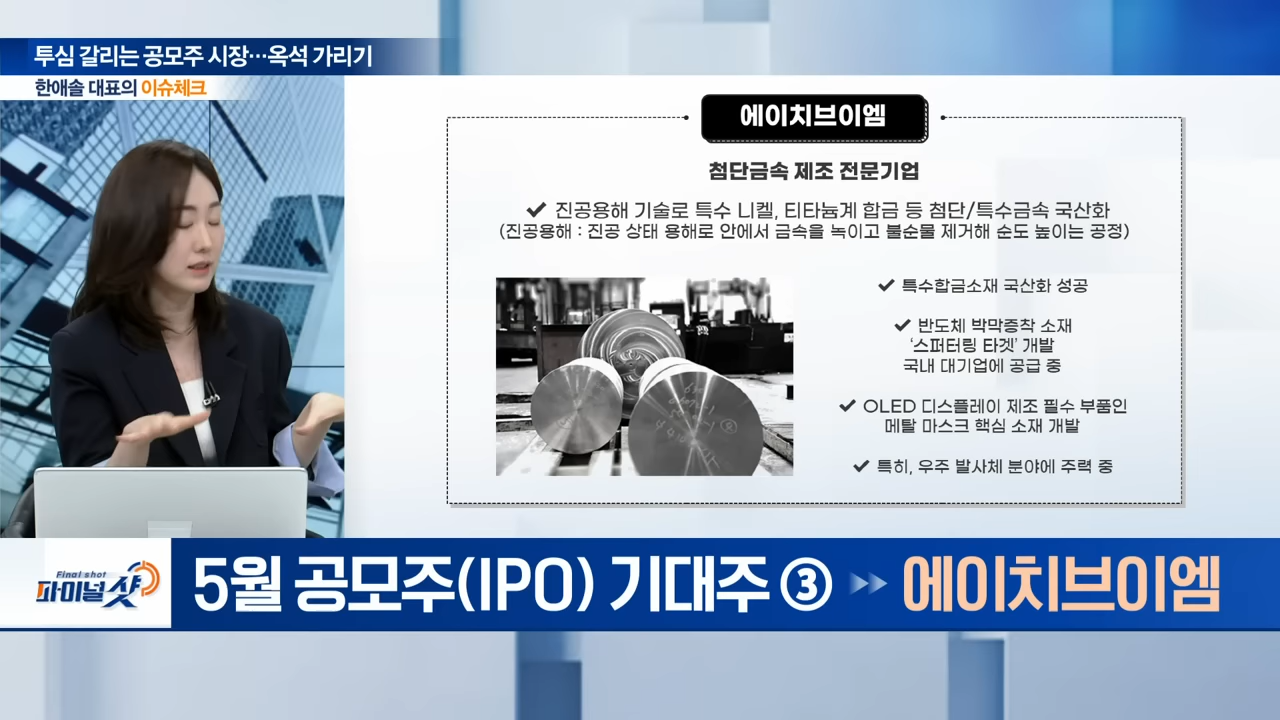 투심 갈리는 공모주 시장…옥석 가리기
한애솔 대표의 이슈체크
에이치브이엠
첨단금속 제조 전문기업
✔ 진공용해 기술로 특수 니켈, 티타늄계 합금 등 첨단/특수금속 국산화
(진공용해 : 진공 상태 용해로 안에서 금속을 녹이고 불순물 제거해 순도 높이는 공정)
✔ 특수합금소재 국산화 성공
✔ 반도체 박막증착 소재
‘스퍼터링 타겟’ 개발
국내 대기업에 공급 중
✔ OLED 디스플레이 제조 필수 부품인
메탈 마스크 핵심 소재 개발
✔ 특히, 우주 발사체 분야에 주력 중
Final shot
파이널샷
5월 공모주(IPO) 기대주 ③ 에이치브이엠